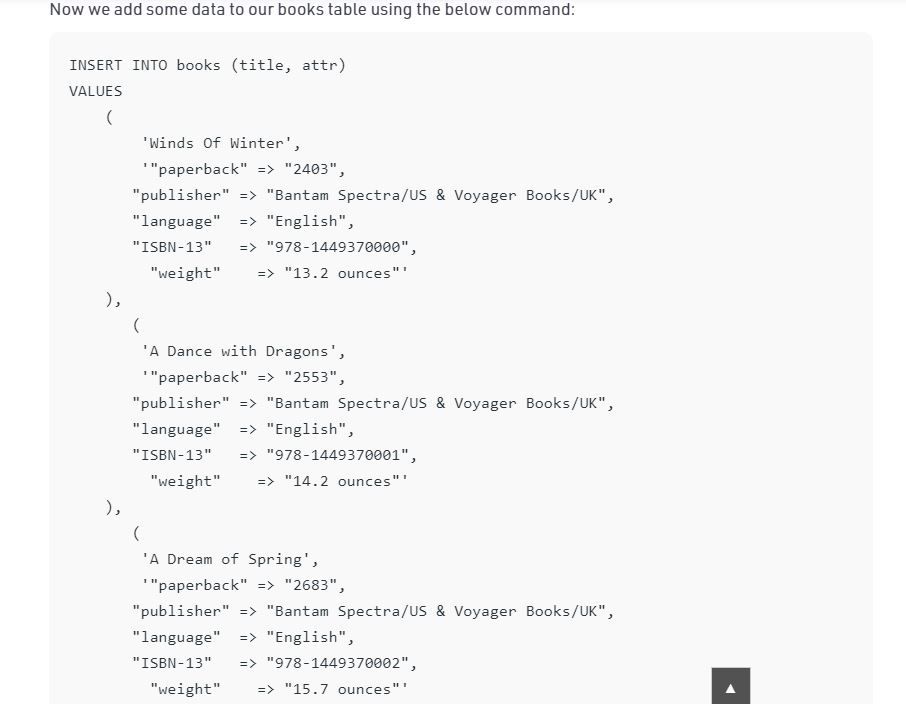 Now we add some data to our books table using the below command:
INSERT INTO books (title, attr)
VALUES
(
'Winds Of Winter',
'"paperback" => "2403",
"publisher" => "Bantam Spectra/US & Voyager Books/UK",
"language"  => "English",
"ISBN-13"   => "978-1449370000",
"weight"    => "13.2 ounces"'
),
(
'A Dance with Dragons',
'"paperback" => "2553",
"publisher" => "Bantam Spectra/US & Voyager Books/UK",
"language"  => "English",
"ISBN-13"   => "978-1449370001",
"weight"    => "14.2 ounces"'
),
(
'A Dream of Spring',
'"paperback" => "2683",
"publisher" => "Bantam Spectra/US & Voyager Books/UK",
"language"  => "English",
"ISBN-13"   => "978-1449370002",
"weight"    => "15.7 ounces"'